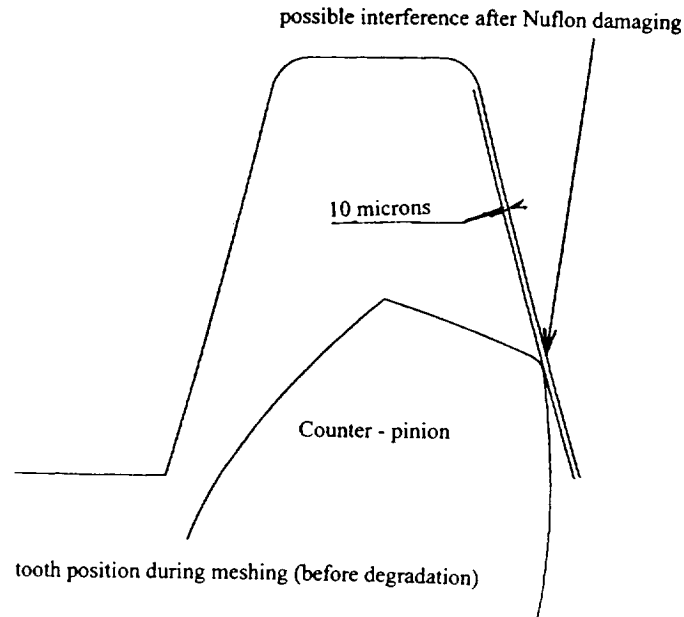 possible interference after Nuflon damaging
10 microns
Counter - pinion
tooth position during meshing (before degradation)